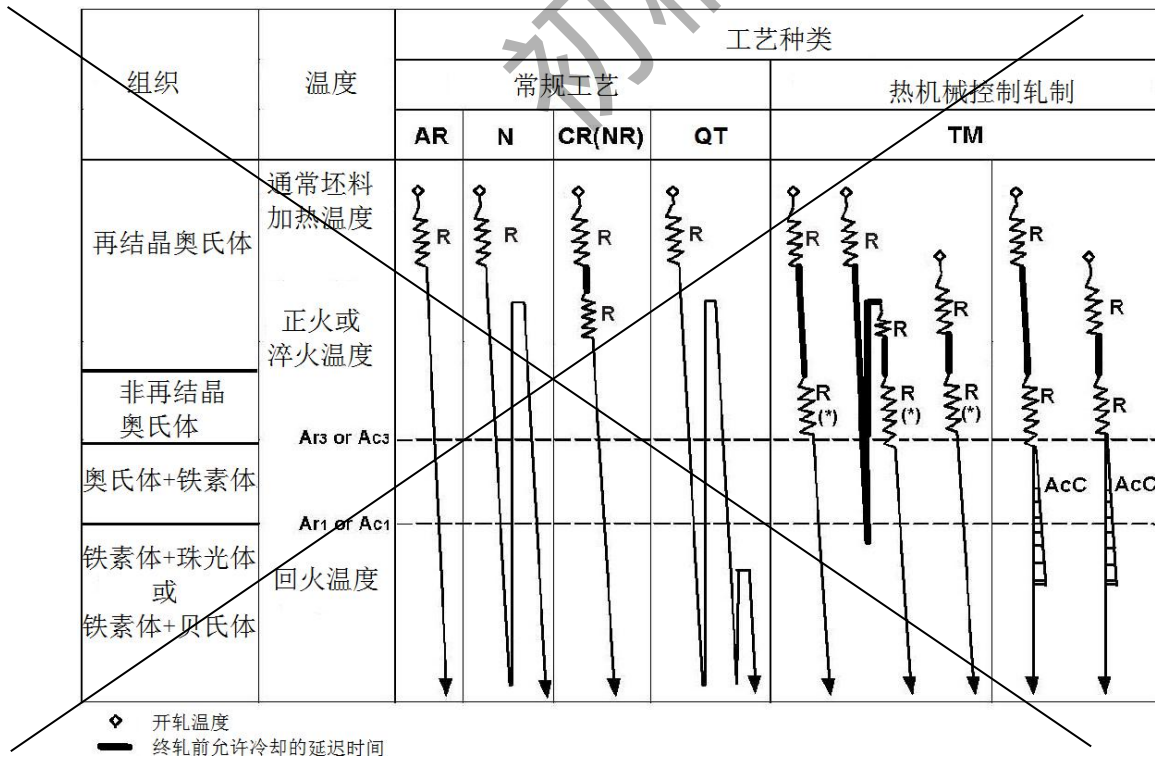 初稿
工艺种类
组织
温度
常规工艺
热机械控制轧制
AR
N
CR(NR)
QT
TM
通常坯料
加热温度
再结晶奥氏体
R
R
R
R
R
R
R
R
R
正火或
淬火温度
R
R
R
非再结晶
奥氏体
R
(*)
R
(*)
R
(*)
R
R
Ar3 or Ac3
奥氏体+铁素体
AcC
AcC
Ar1 or Ac1
铁素体+珠光体
或
铁素体+贝氏体
回火温度
开轧温度
终轧前允许冷却的延迟时间